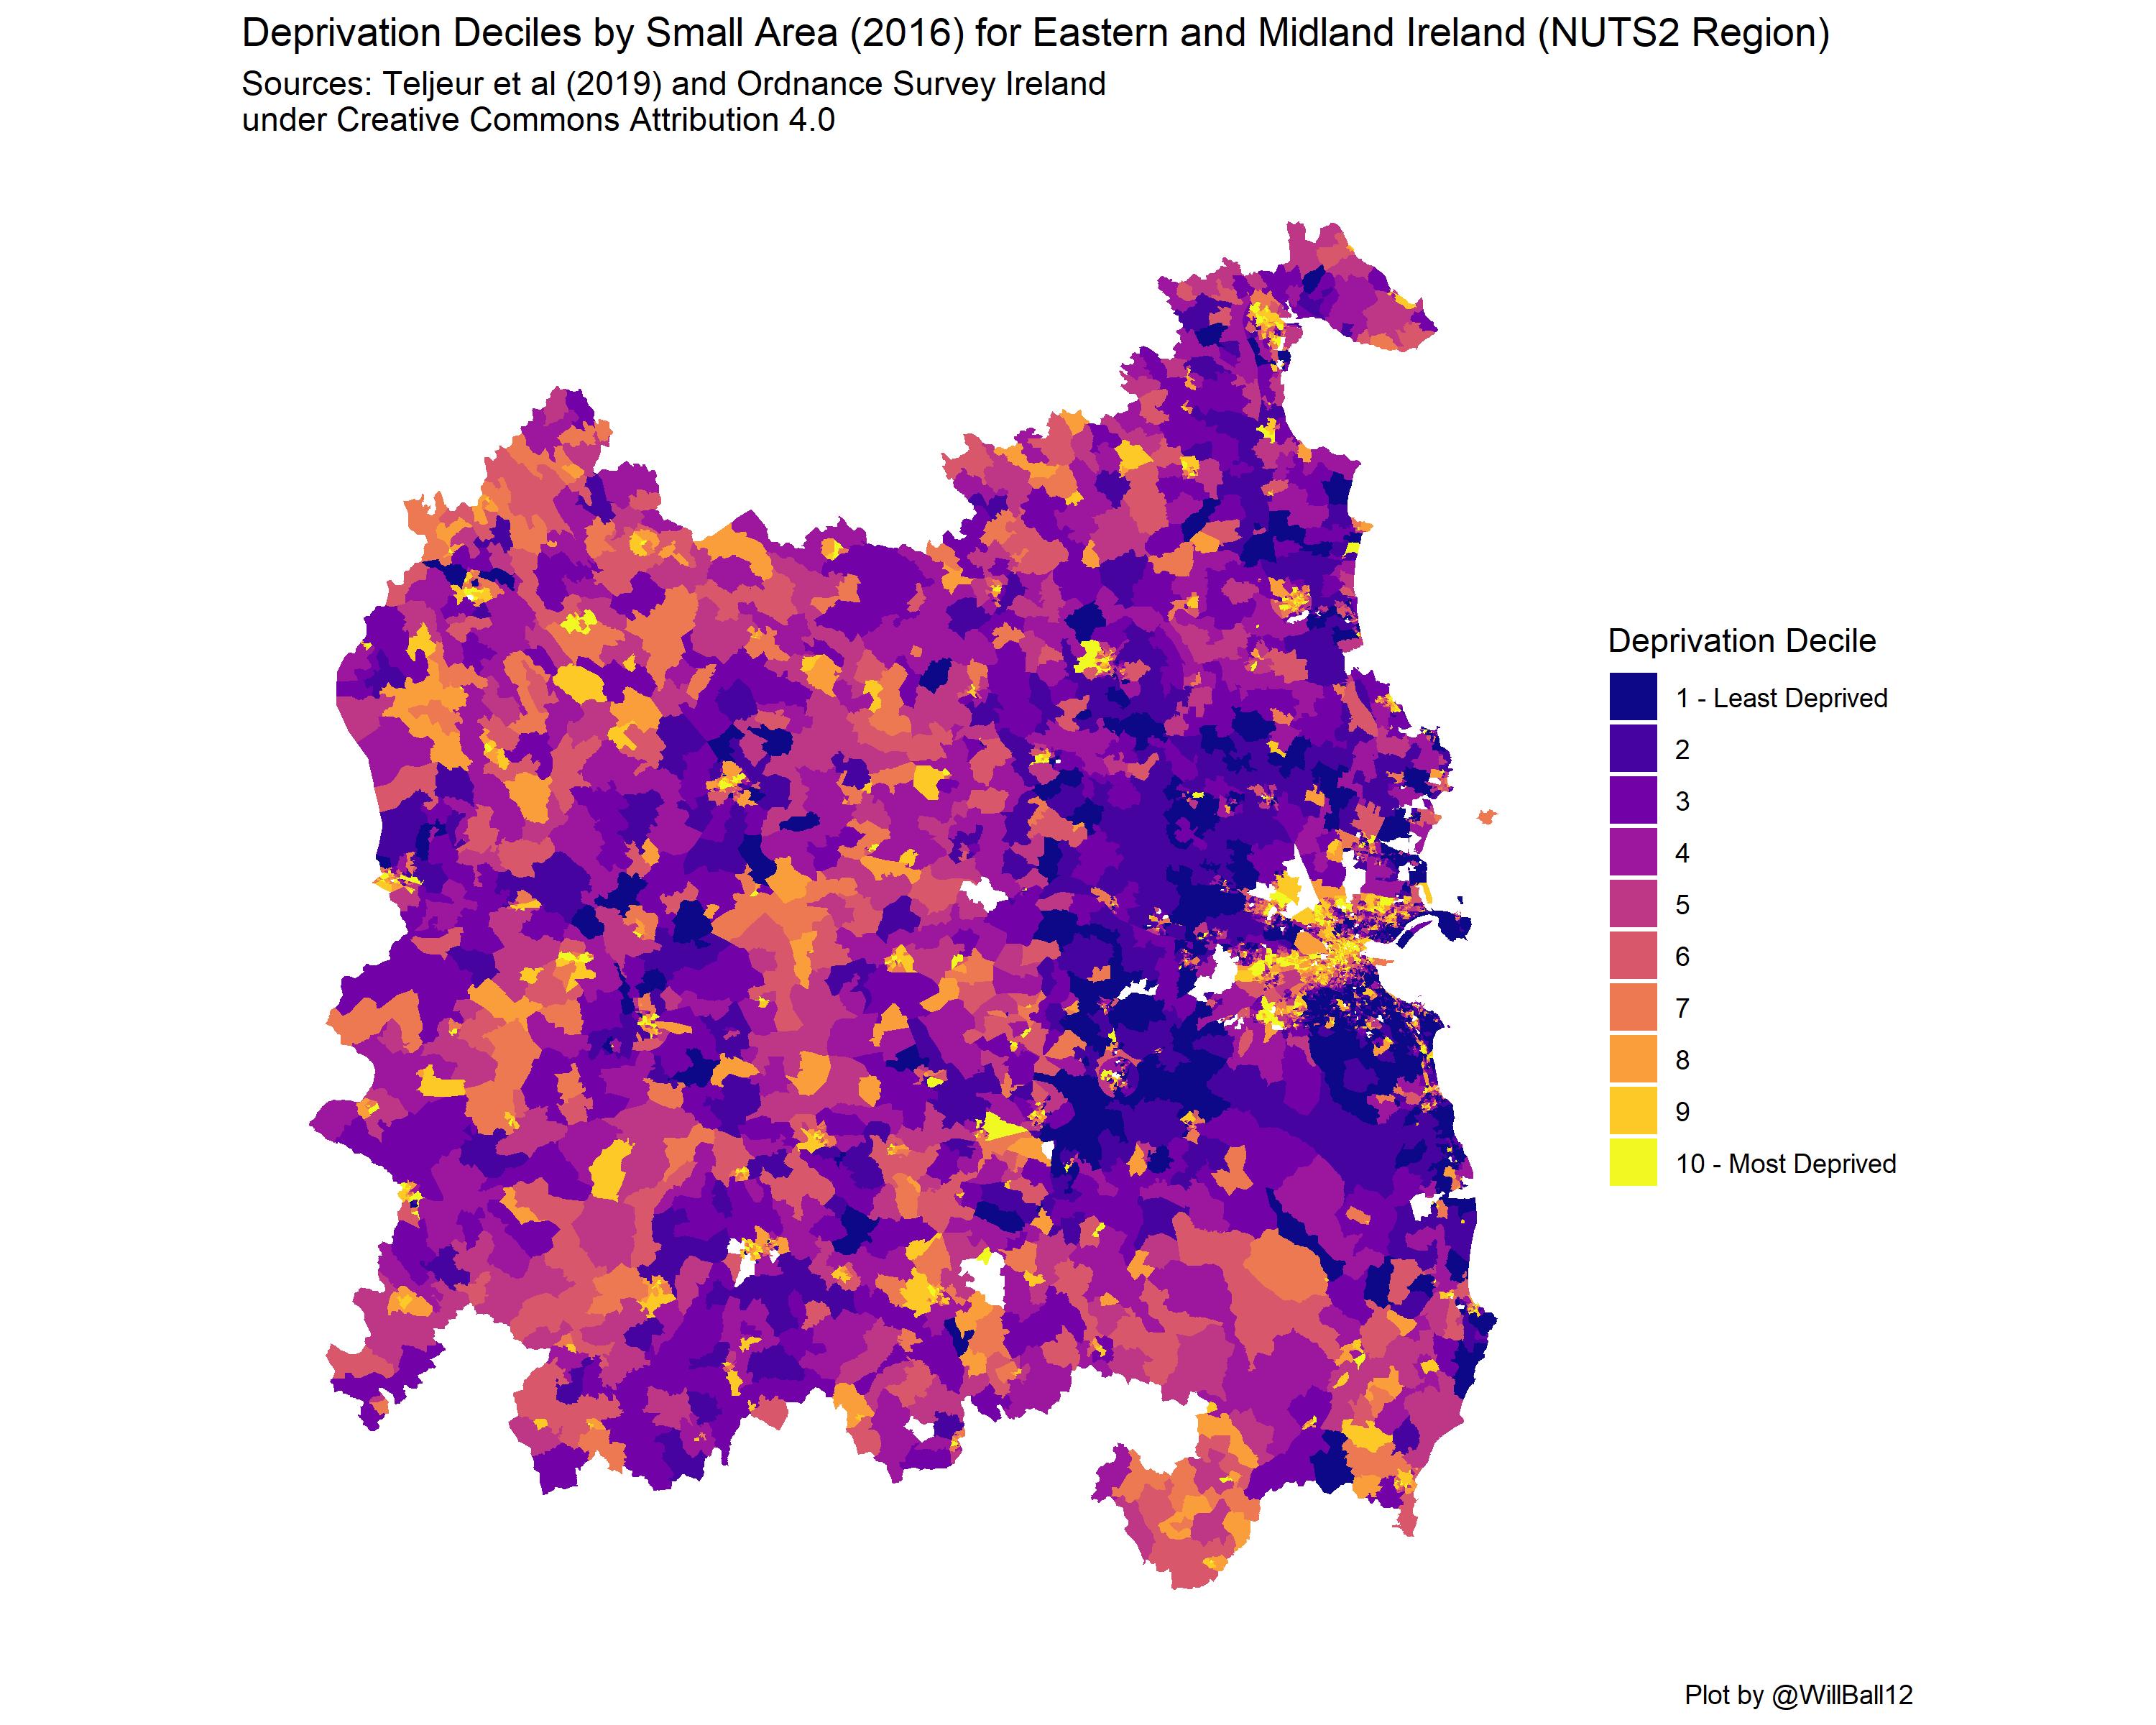 Deprivation Deciles by Small Area (2016) for Eastern and Midland Ireland (NUTS2 Region)
Sources: Teljeur et al (2019) and Ordnance Survey Ireland
under Creative Commons Attribution 4.0
Deprivation Decile
1 - Least Deprived
2
3
4
5
6
7
8
9
10 - Most Deprived
Plot by @WillBall12